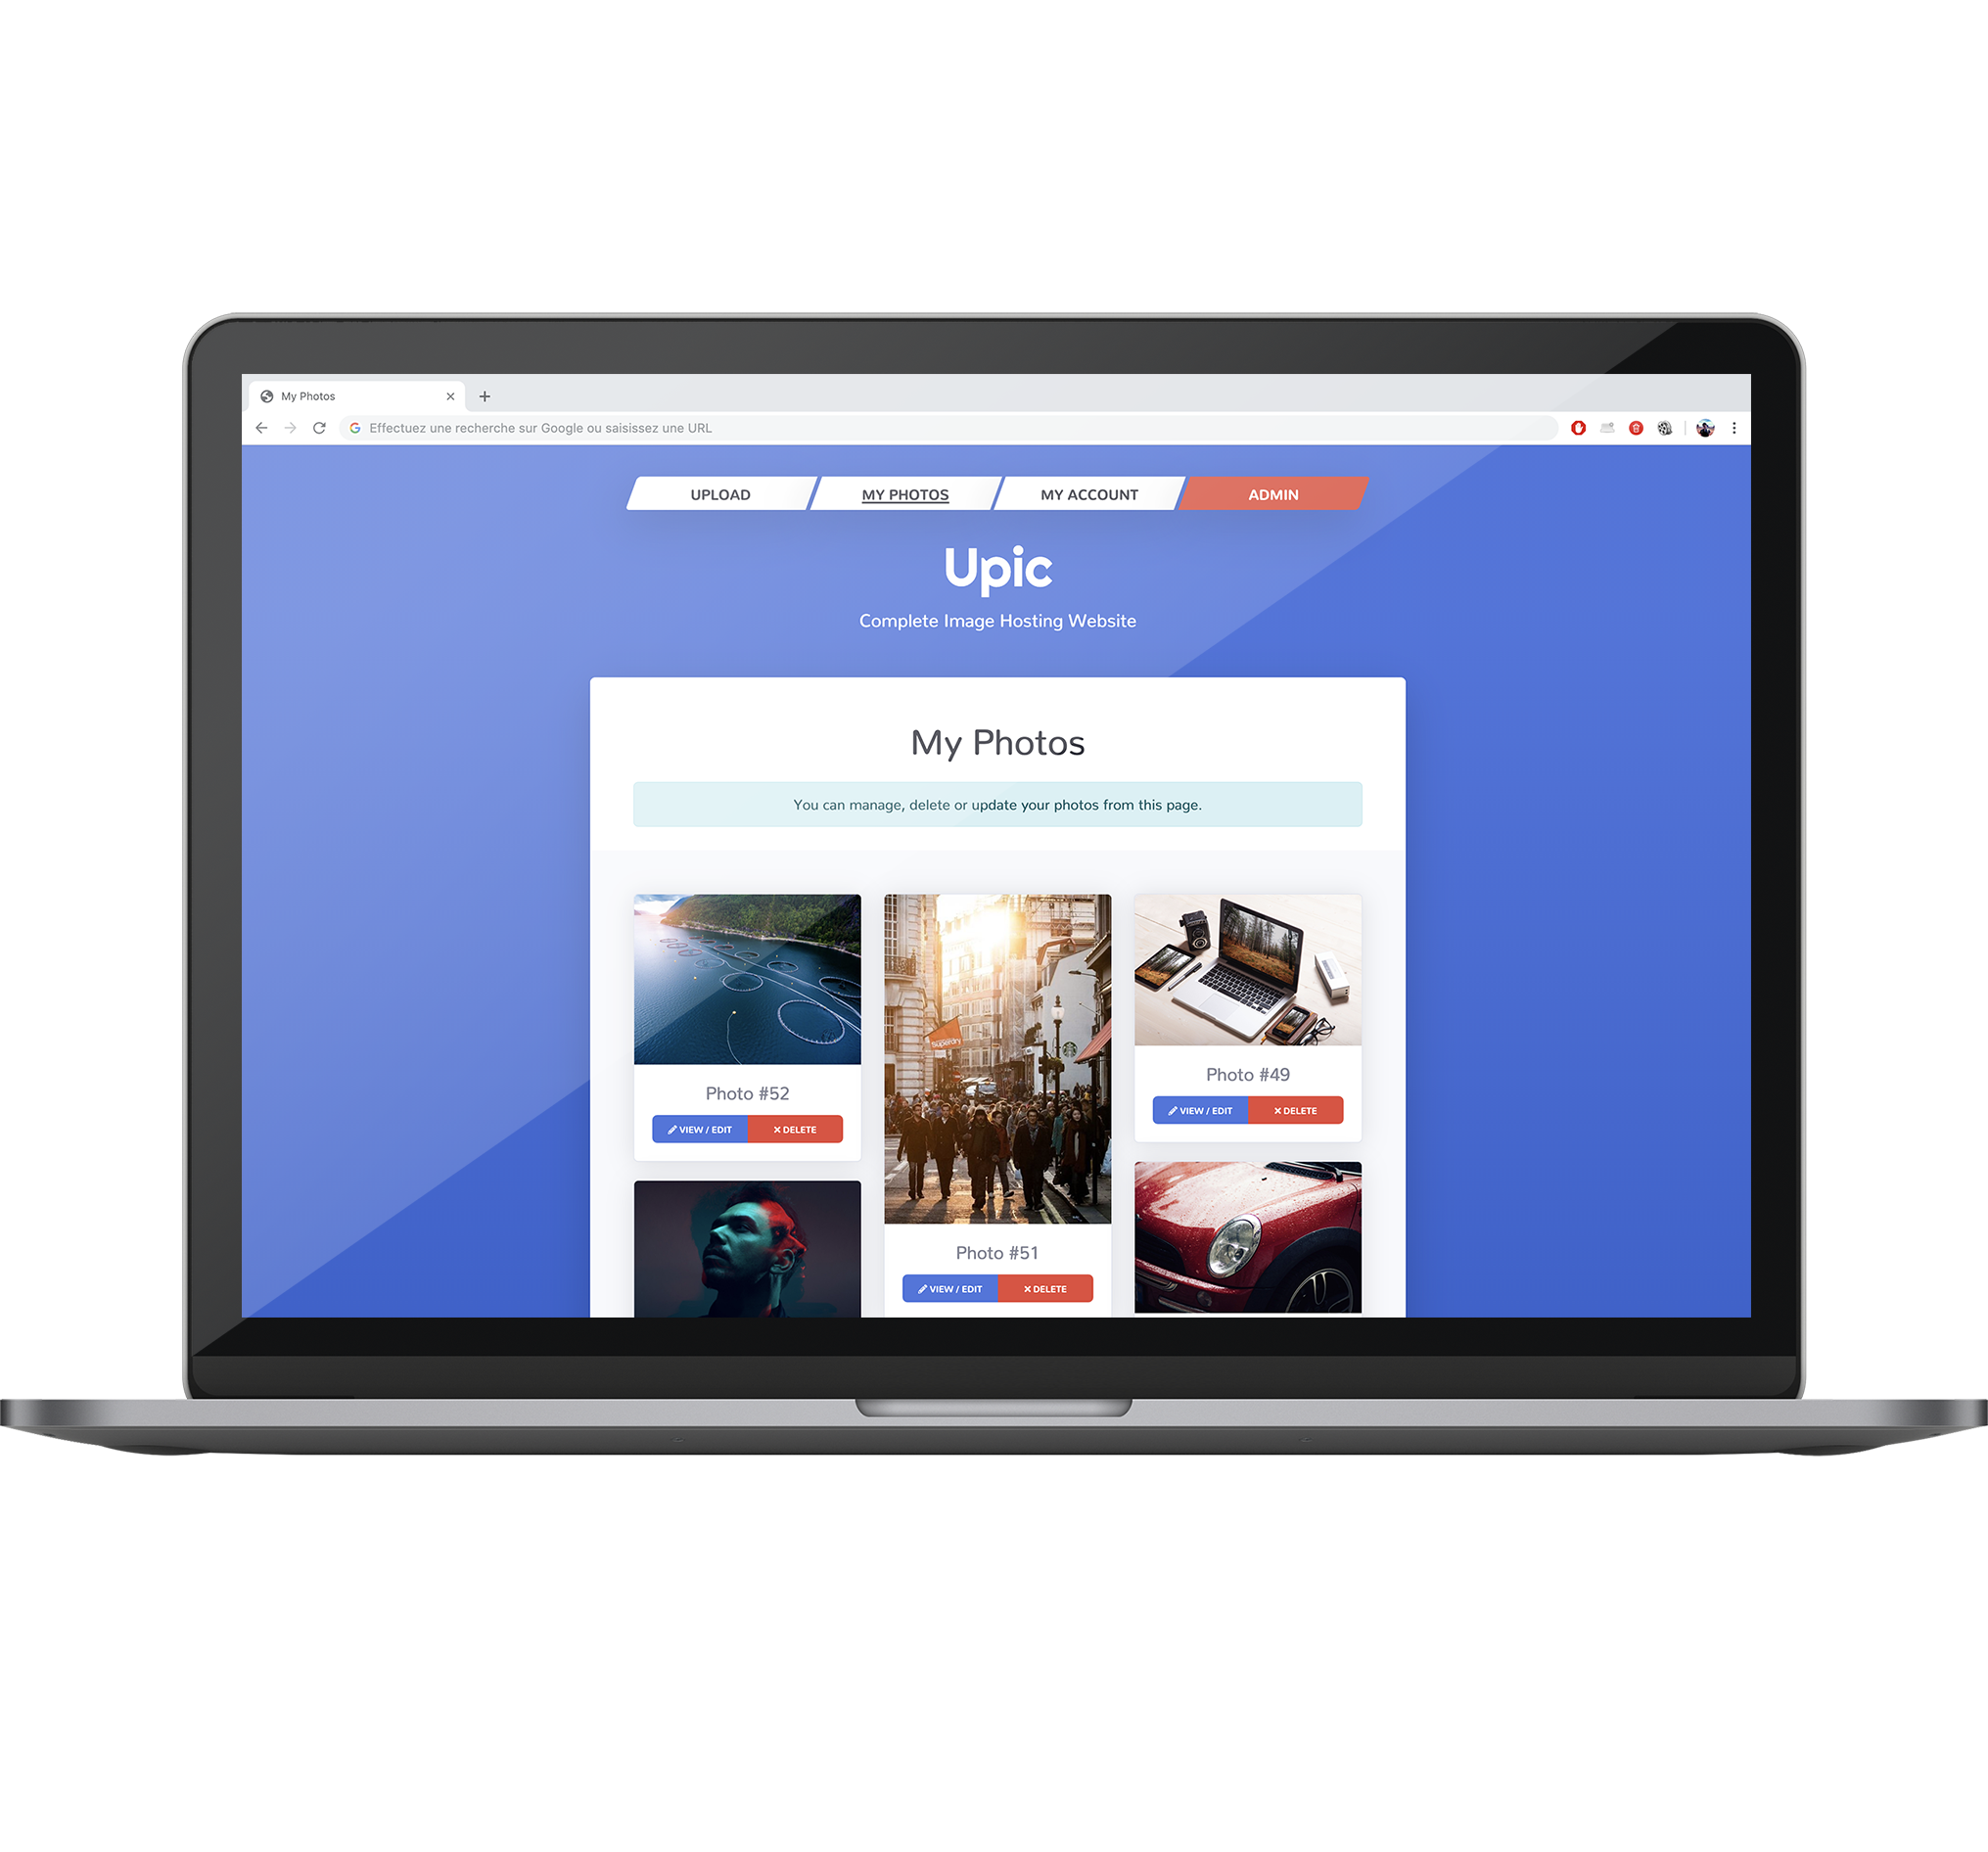 My Photos
Effectuez une recherche sur Google ou saisissez une URL
UPLOAD
MY PHOTOS
MY ACCOUNT
ADMIN
Upic
Complete Image Hosting Website
My Photos
You can manage, delete or update your photos from this page.
Superdry
Photo #52
VIEW / EDIT
DELETE
Photo #51
VIEW / EDIT
DELETE
Photo #49
VIEW / EDIT
DELETE